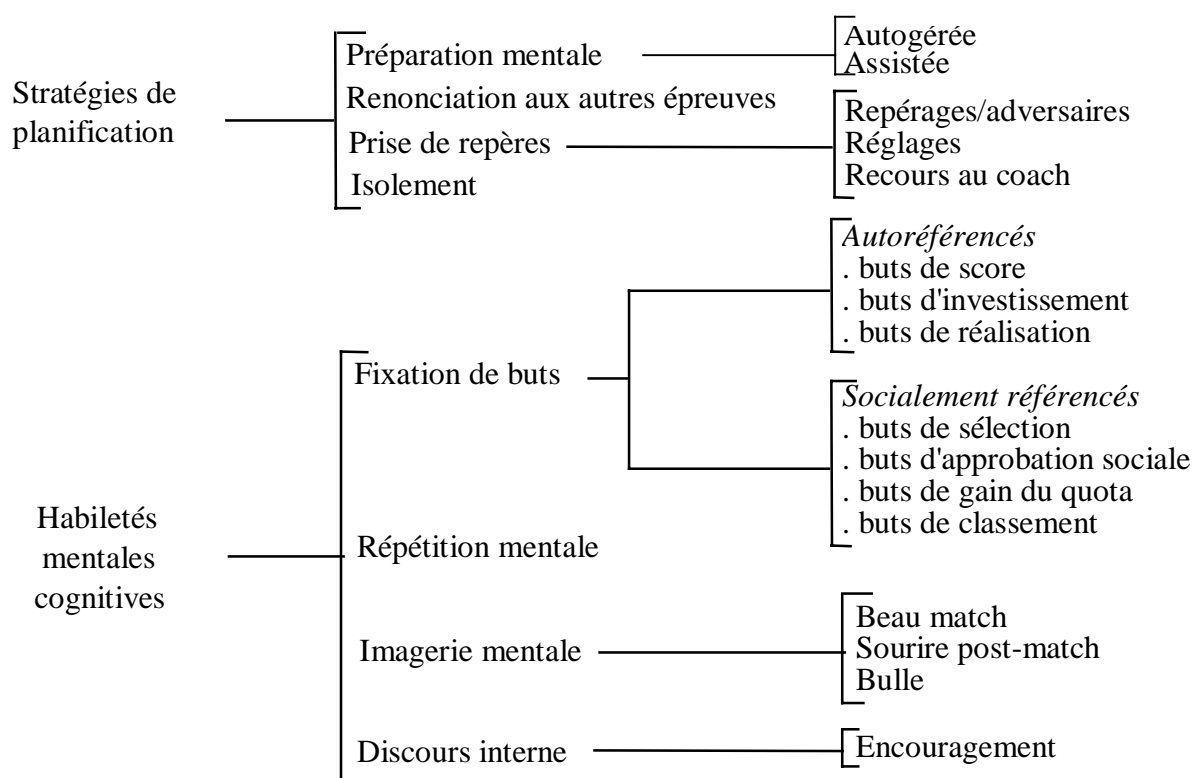 Stratégies de
planification
Préparation mentale
Autogérée
Assistée
Renonciation aux autres épreuves
Prise de repères
Repérages/adversaires
Réglages
Recours au coach
Isolement
Habiletés
mentales
cognitives
Fixation de buts
Autoréférencés
. buts de score
. buts d'investissement
. buts de réalisation
Socialement référencés
. buts de sélection
. buts d'approbation sociale
. buts de gain du quota
. buts de classement
Répétition mentale
Imagerie mentale
Beau match
Sourire post-match
Bulle
Discours interne
Encouragement